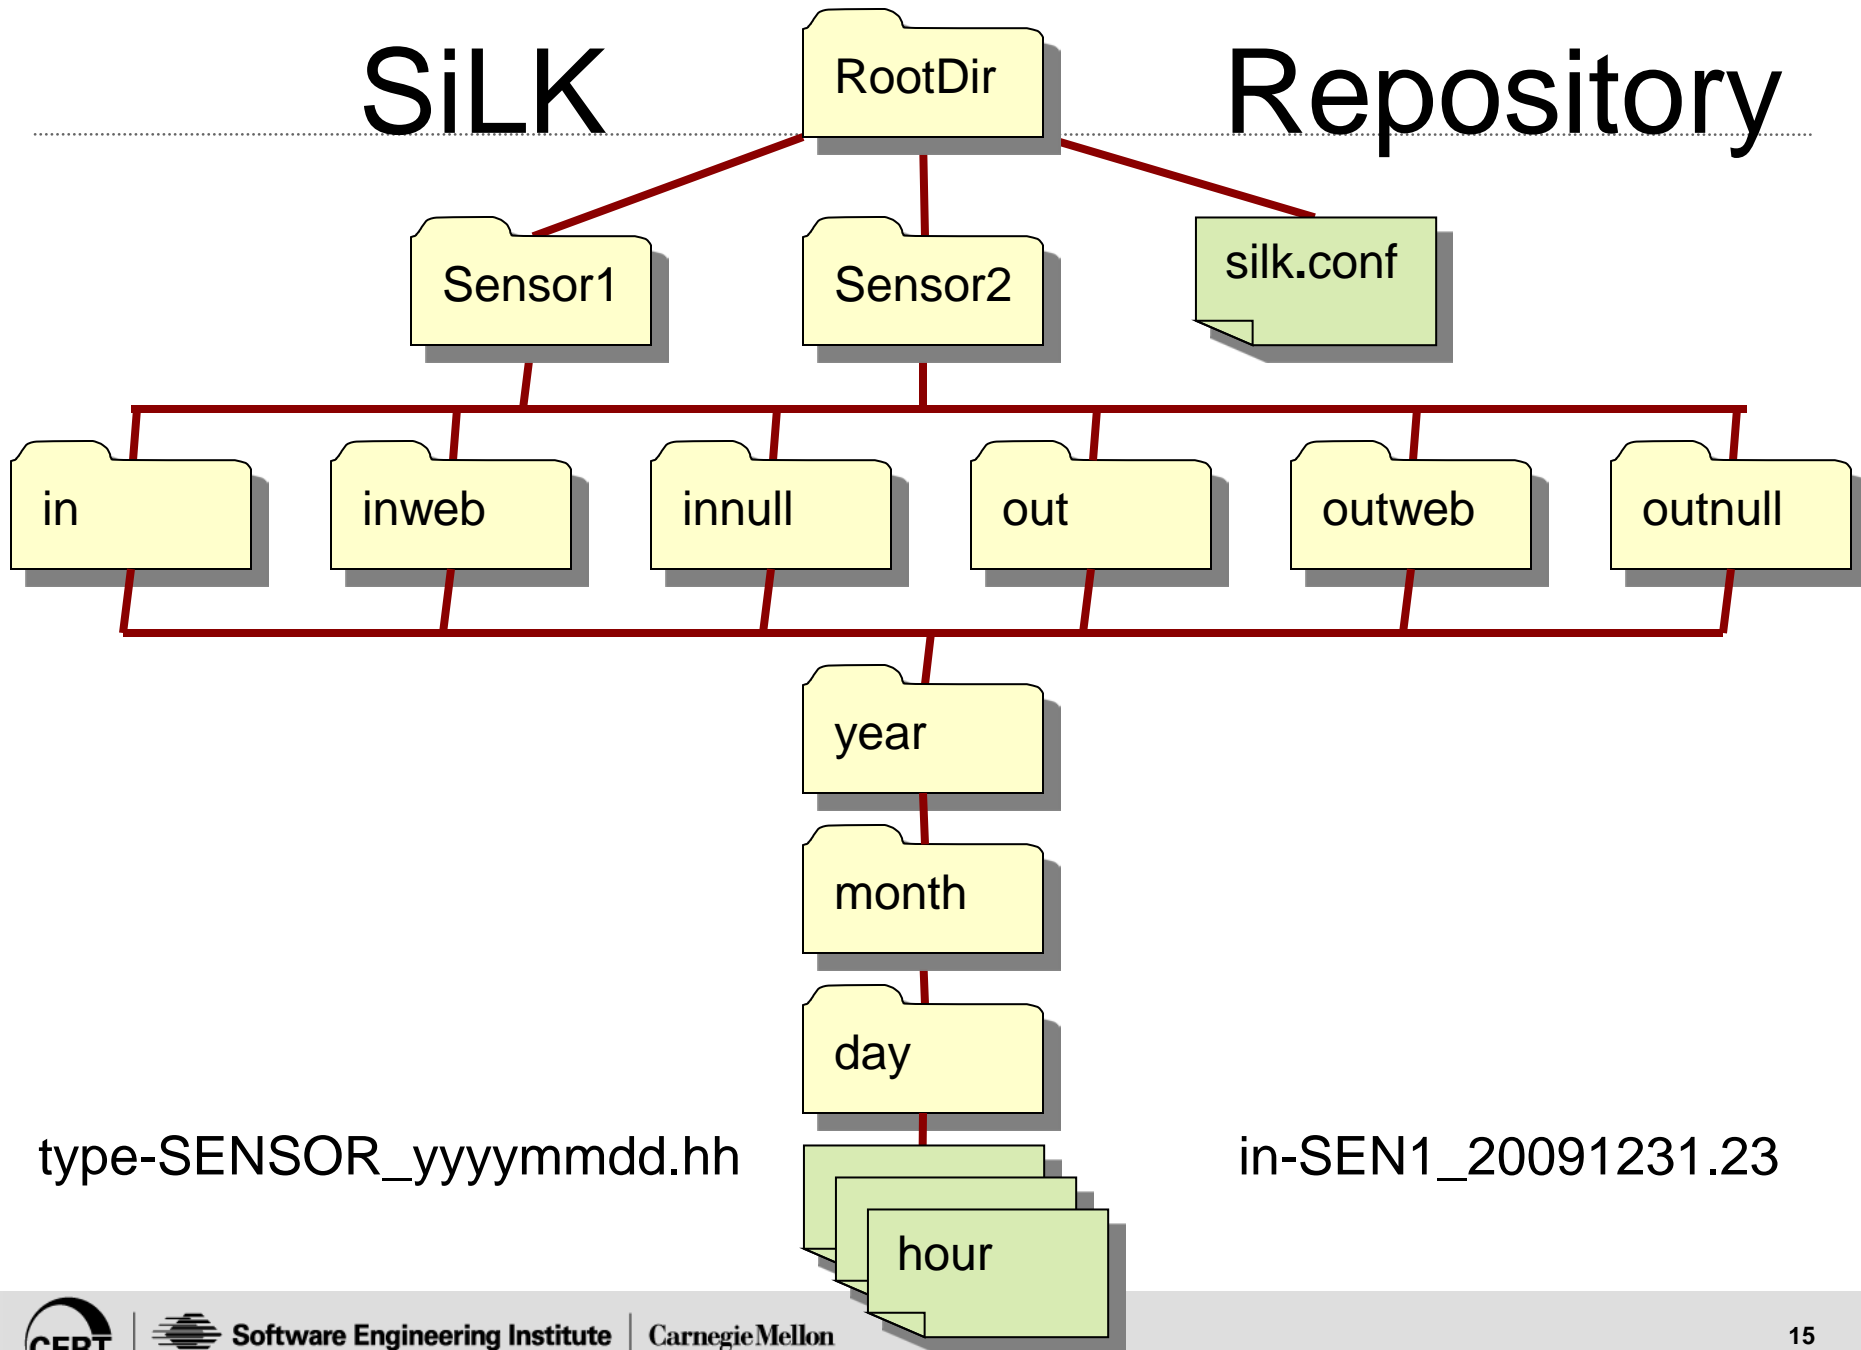 SiLK Repository
RootDir
Sensor1
Sensor2
silk.conf
in
inweb
innull
out
outweb
outnull
year
month
day
type-SENSOR_yyyymmdd.hh
in-SEN1_20091231.23
hour
CERT
Software Engineering Institute
CarnegieMellon
15